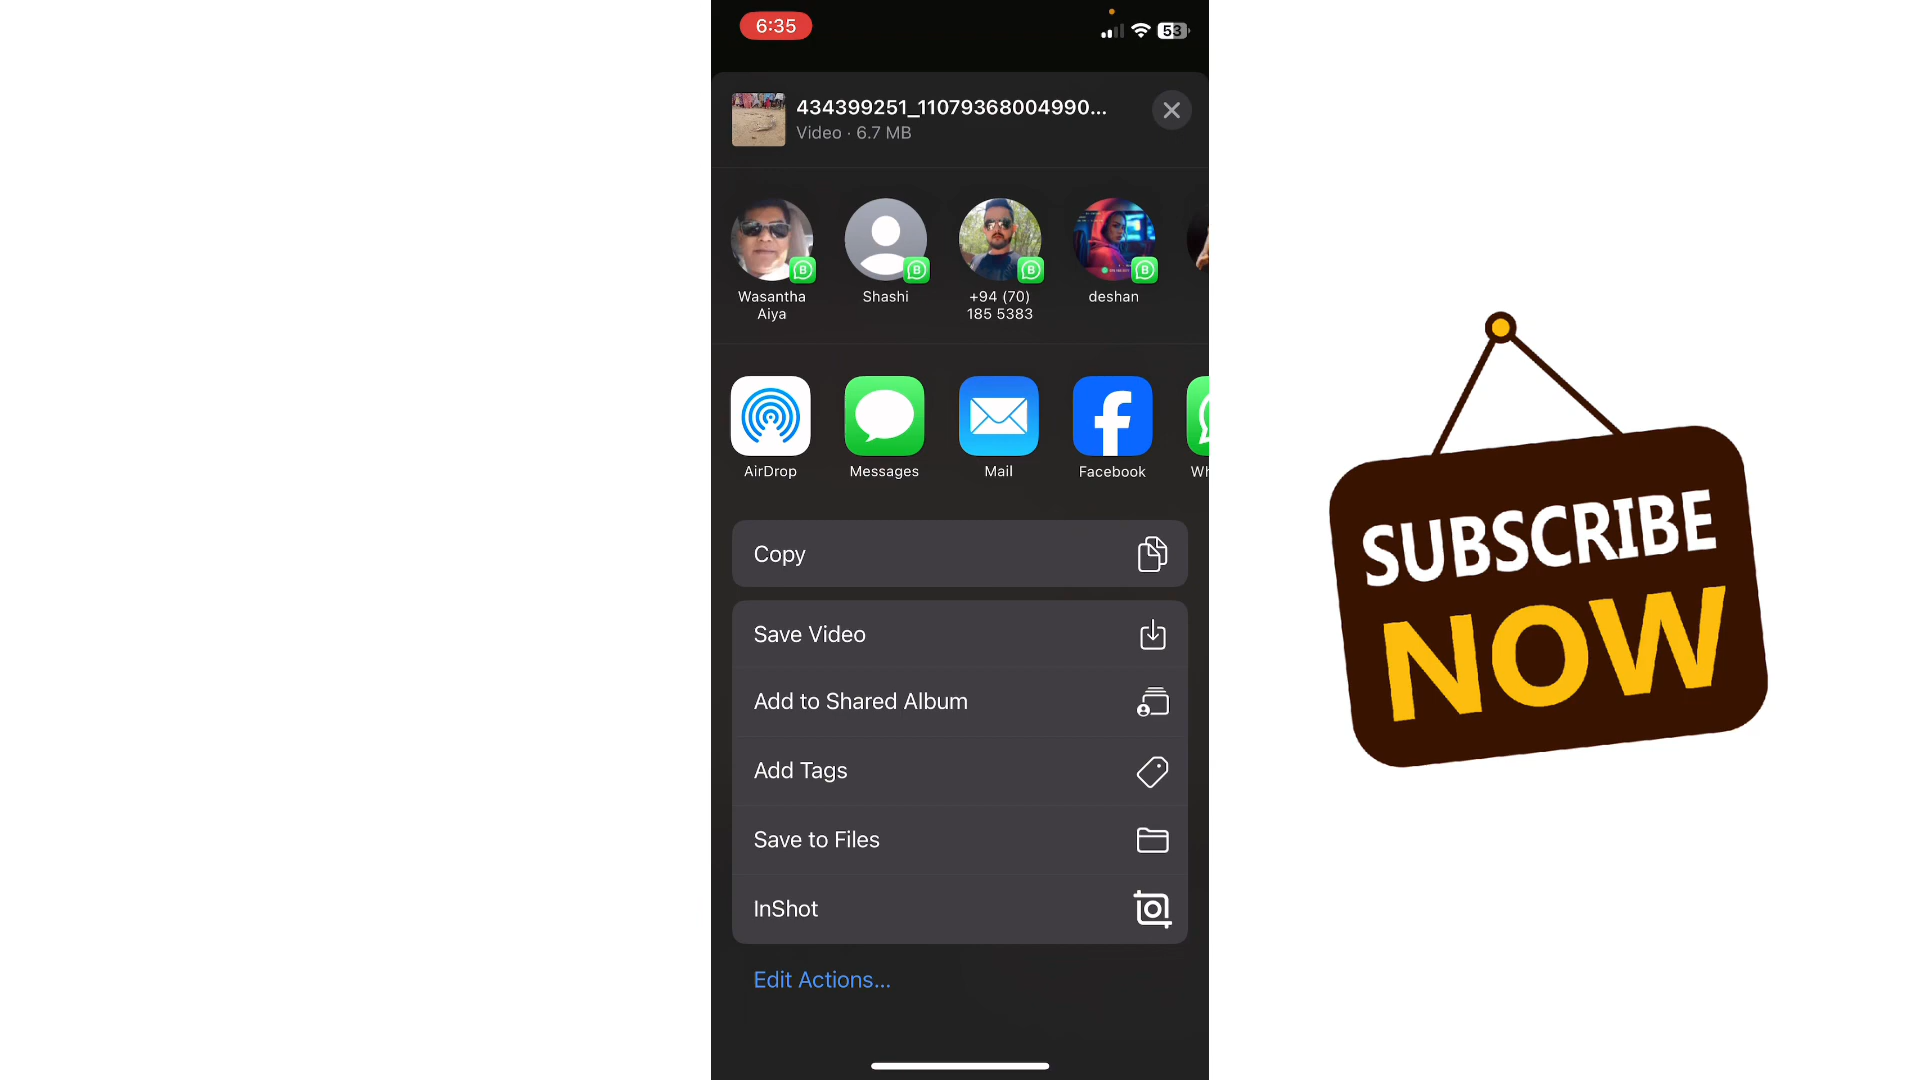 6:35
53
434399251_11079368004990...
Video · 6.7 MB
Wasantha
Aiya
Shashi
+94 (70)
185 5383
deshan
AirDrop
Messages
Mail
Facebook
Wh
Copy
Save Video
Add to Shared Album
Add Tags
Save to Files
InShot
Edit Actions...
SUBSCRIBE
NOW